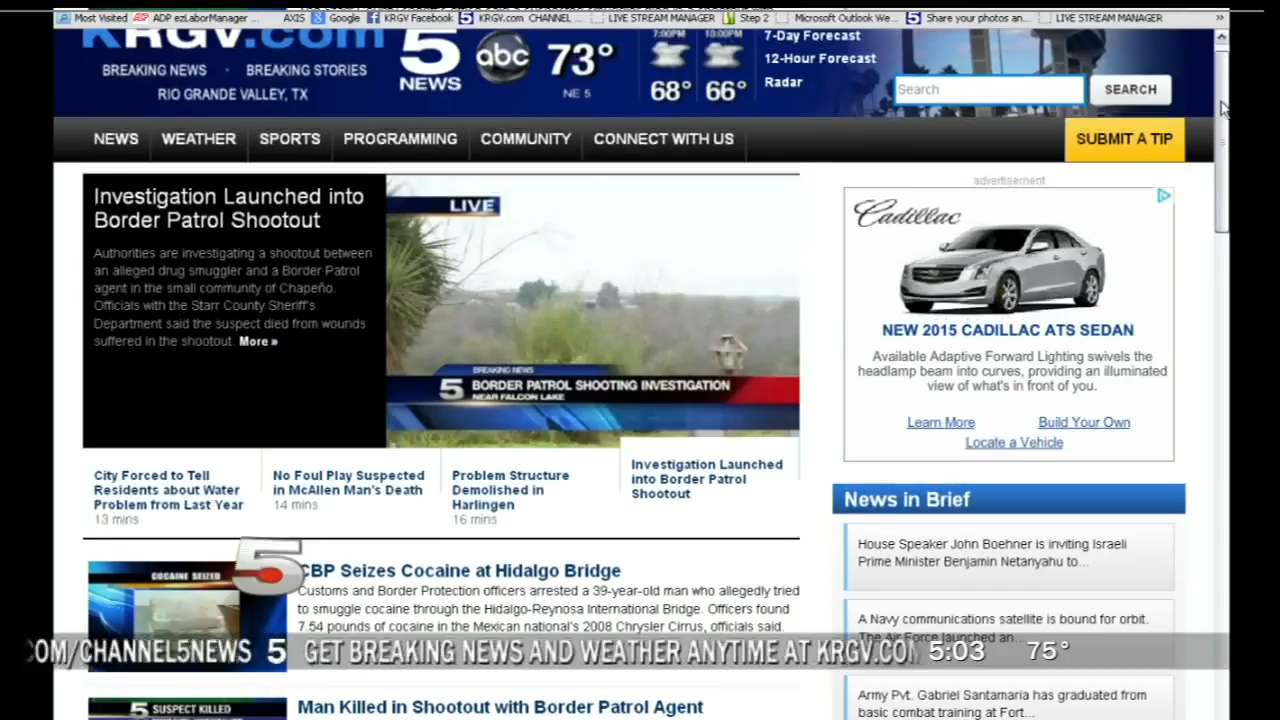 Most Visited ADP ezLaborManager ... AXIS Google KRGV Facebook 5 KRGV.com CHANNEL ... LIVE STREAM MANAGER Step 2 Microsoft Outlook We... 5 Share your photos an... LIVE STREAM MANAGER »
KRGV.com
BREAKING NEWS · BREAKING STORIES
RIO GRANDE VALLEY, TX
5
NEWS
abc
73°
NE 5
7:00PM 10:00PM
68° 66°
7-Day Forecast
12-Hour Forecast
Radar
Search
SEARCH
NEWS WEATHER SPORTS PROGRAMMING COMMUNITY CONNECT WITH US
SUBMIT A TIP
Investigation Launched into
Border Patrol Shootout
Authorities are investigating a shootout between
an alleged drug smuggler and a Border Patrol
agent in the small community of Chapeño.
Officials with the Starr County Sheriff's
Department said the suspect died from wounds
suffered in the shootout. More »
LIVE
BREAKING NEWS
5 BORDER PATROL SHOOTING INVESTIGATION
NEAR FALCON LAKE
City Forced to Tell
Residents about Water
Problem from Last Year
13 mins
No Foul Play Suspected
in McAllen Man's Death
14 mins
Problem Structure
Demolished in
Harlingen
16 mins
Investigation Launched
into Border Patrol
Shootout
advertisement
Cadillac
NEW 2015 CADILLAC ATS SEDAN
Available Adaptive Forward Lighting swivels the
headlamp beam into curves, providing an illuminated
view of what's in front of you.
Learn More Build Your Own
Locate a Vehicle
News in Brief
House Speaker John Boehner is inviting Israeli
Prime Minister Benjamin Netanyahu to...
A Navy communications satellite is bound for orbit.
The Air Force launched an...
Army Pvt. Gabriel Santamaria has graduated from
basic combat training at Fort...
COCAINE SEIZED
5
CBP Seizes Cocaine at Hidalgo Bridge
Customs and Border Protection officers arrested a 39-year-old man who allegedly tried
to smuggle cocaine through the Hidalgo-Reynosa International Bridge. Officers found
7.54 pounds of cocaine in the Mexican national's 2008 Chrysler Cirrus, officials said.
.COM/CHANNEL5NEWS 5 GET BREAKING NEWS AND WEATHER ANYTIME AT KRGV.COM 5:03 75°
5 SUSPECT KILLED
Man Killed in Shootout with Border Patrol Agent